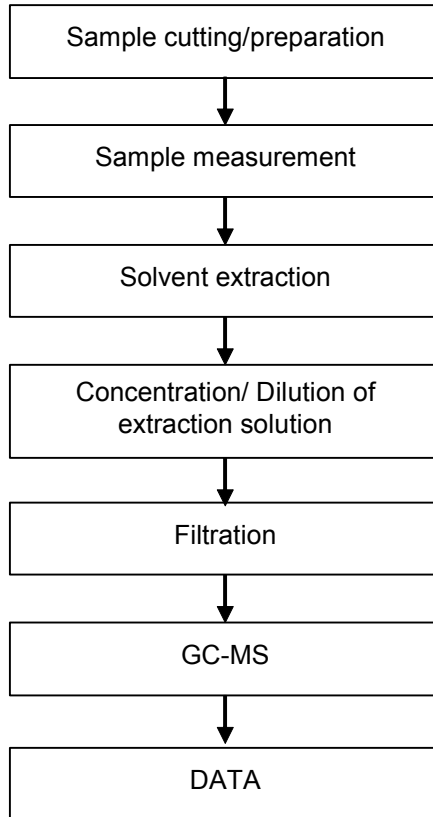 Sample cutting/preparation
Sample measurement
Solvent extraction
Concentration/ Dilution of
extraction solution
Filtration
GC-MS
DATA